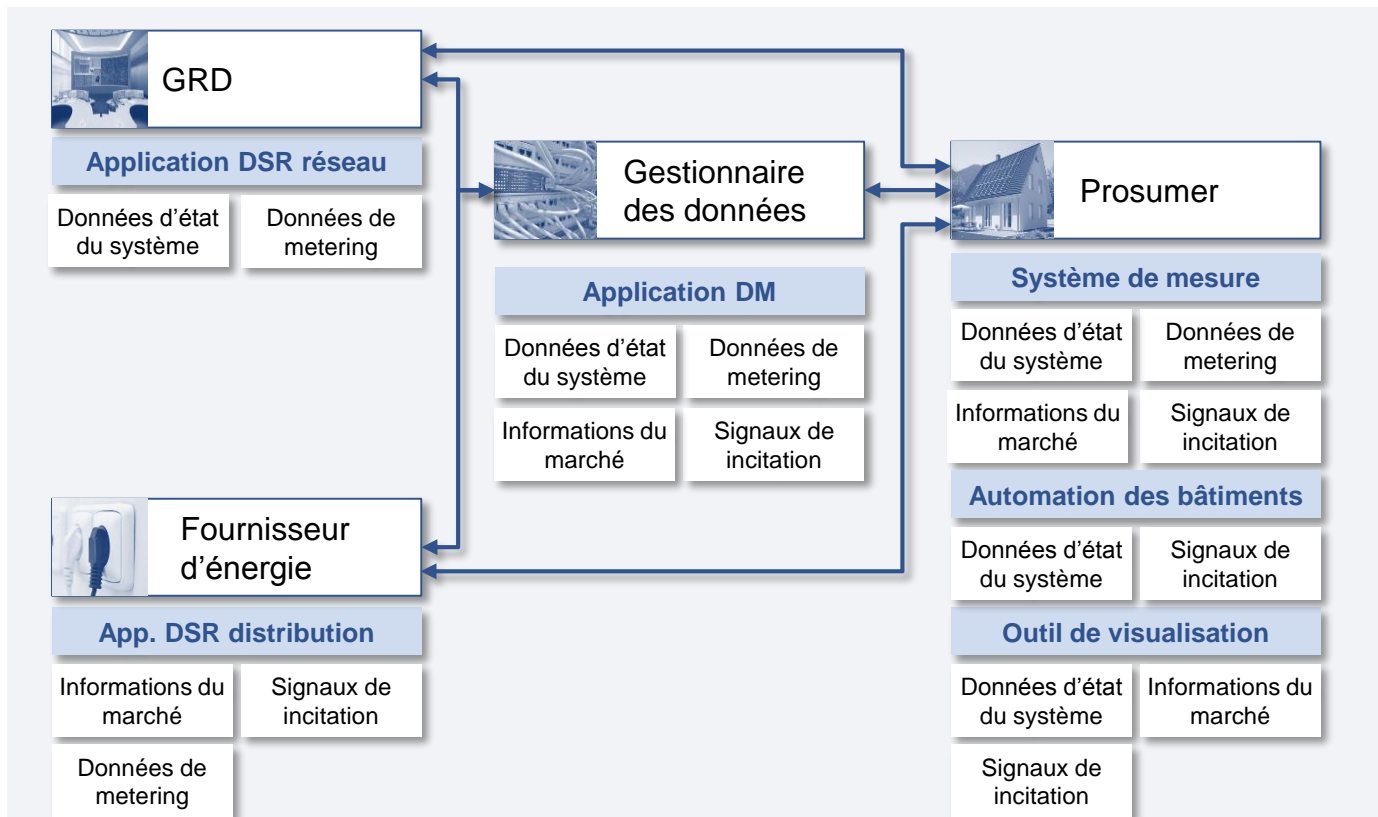 GRD
Application DSR réseau
Données d’état
du système
Données de
metering
Gestionnaire
des données
Application DM
Données d’état
du système
Données de
metering
Informations du
marché
Signaux de
incitation
Prosumer
Système de mesure
Données d’état
du système
Données de
metering
Informations du
marché
Signaux de
incitation
Automation des bâtiments
Données d’état
du système
Signaux de
incitation
Outil de visualisation
Données d’état
du système
Informations du
marché
Signaux de
incitation
Fournisseur
d’énergie
App. DSR distribution
Informations du
marché
Signaux de
incitation
Données de
metering